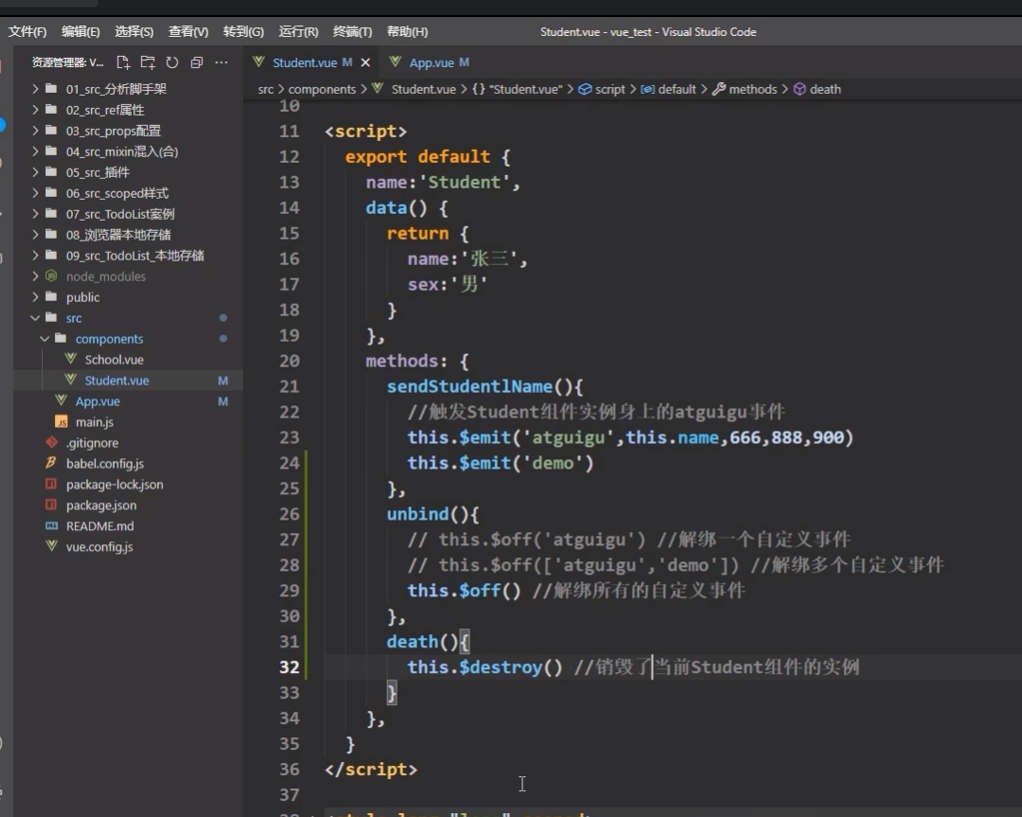 文件(F) 编辑(E) 选择(S) 查看(V) 转到(G) 运行(R) 终端(T) 帮助(H) Student.vue - vue_test - Visual Studio Code
资源管理器: V...
01_src_分析脚手架
02_src_ref属性
03_src_props配置
04_src_mixin混入(合)
05_src_插件
06_src_scoped样式
07_src_TodoList案例
08_浏览器本地存储
09_src_TodoList_本地存储
node_modules
public
src
components
School.vue
Student.vue M
App.vue M
main.js
.gitignore
babel.config.js
package-lock.json
package.json
README.md
vue.config.js
Student.vue M App.vue M
src > components > Student.vue > {} "Student.vue" > script > default > methods > death
10
11 <script>
12 export default {
13 name:'Student',
14 data() {
15 return {
16 name:'张三',
17 sex:'男'
18 }
19 },
20 methods: {
21 sendStudentlName(){
22 //触发Student组件实例身上的atguigu事件
23 this.$emit('atguigu',this.name,666,888,900)
24 this.$emit('demo')
25 },
26 unbind(){
27 // this.$off('atguigu') //解绑一个自定义事件
28 // this.$off(['atguigu','demo']) //解绑多个自定义事件
29 this.$off() //解绑所有的自定义事件
30 },
31 death(){
32 this.$destroy() //销毁了当前Student组件的实例
33 }
34 },
35 }
36 </script>
37